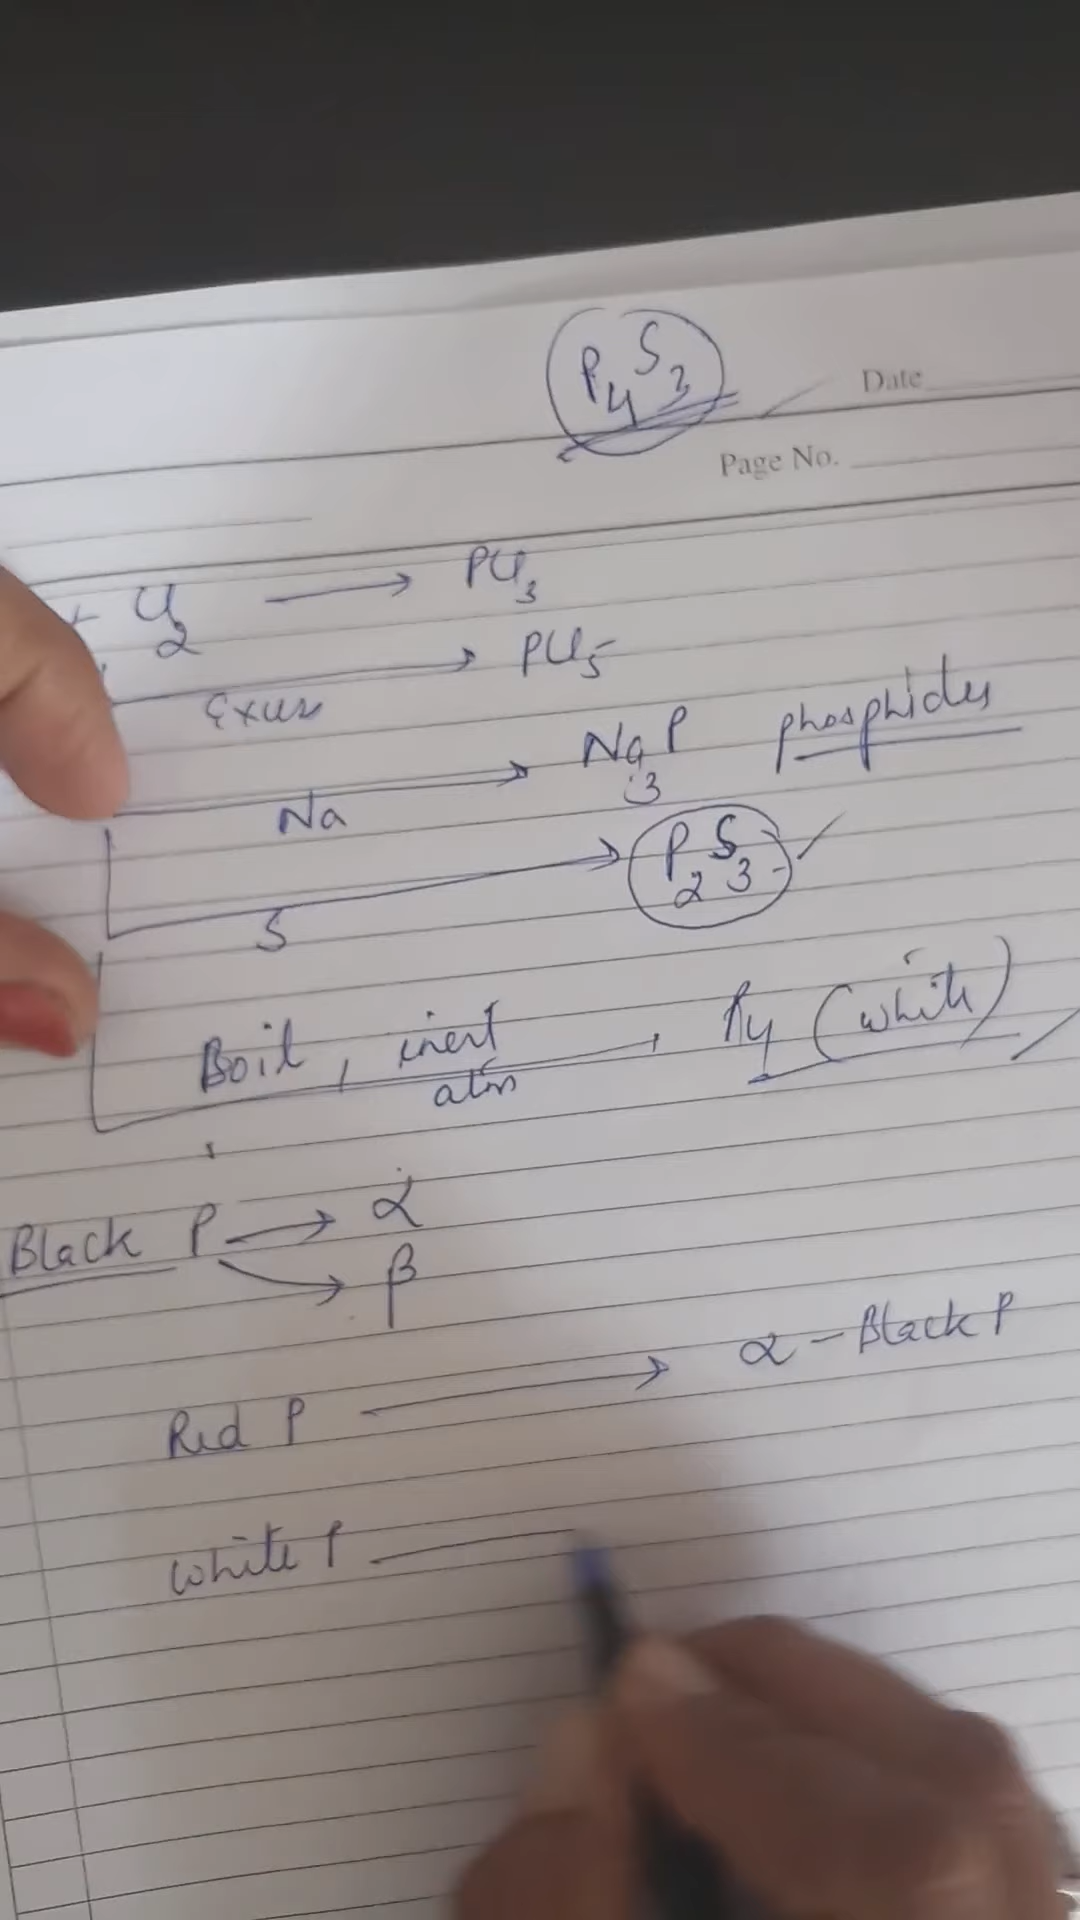 P4S3
Date
Page No.
+ Cl2 ⟶ PCl3
Excess ⟶ PCl5
Na ⟶ Na3P phosphides
S ⟶ P2S3
Boil, inert atm P4 (white)
Black P ⟶ α
⟶ β
Red P ⟶ α - Black P
White P